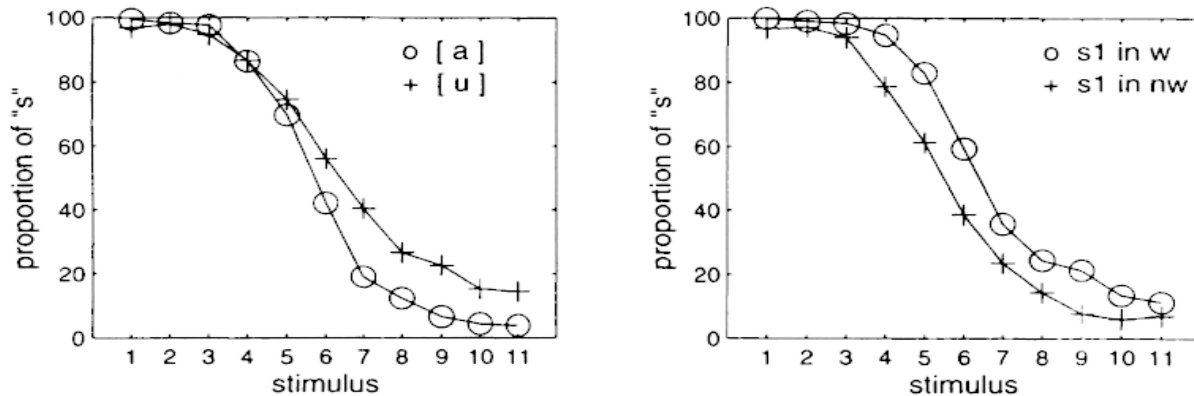 100
80
60
40
20
0
proportion of "s"
[ a ]
[ u ]
1 2 3 4 5 6 7 8 9 10 11
stimulus
100
80
60
40
20
0
proportion of "s"
s1 in w
s1 in nw
1 2 3 4 5 6 7 8 9 10 11
stimulus